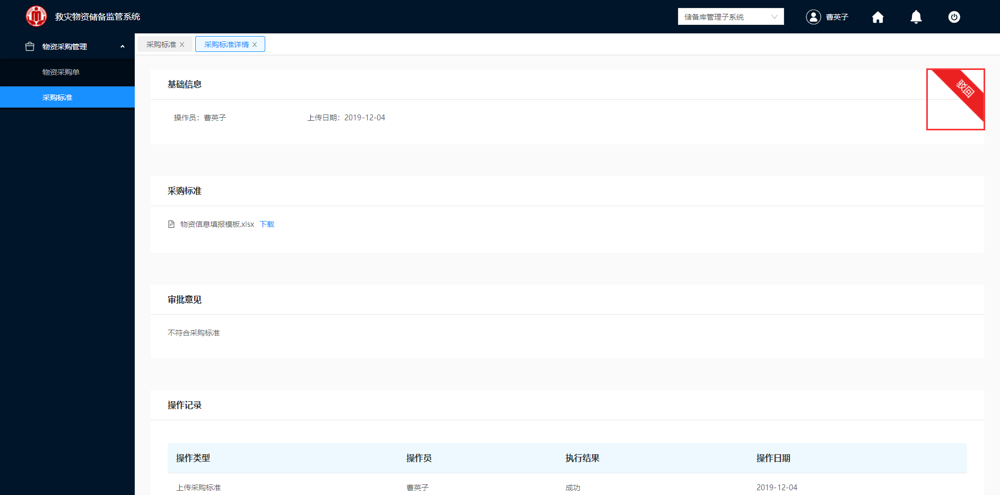 救灾物资储备监管系统
储备库管理子系统
曹英子
物资采购管理
物资采购单
采购标准
采购标准
采购标准详情
基础信息
驳回
操作员：曹英子
上传日期：2019-12-04
采购标准
物资信息填报模板.xlsx 下载
审批意见
不符合采购标准
操作记录
操作类型 操作员 执行结果 操作日期
上传采购标准 曹英子 成功 2019-12-04